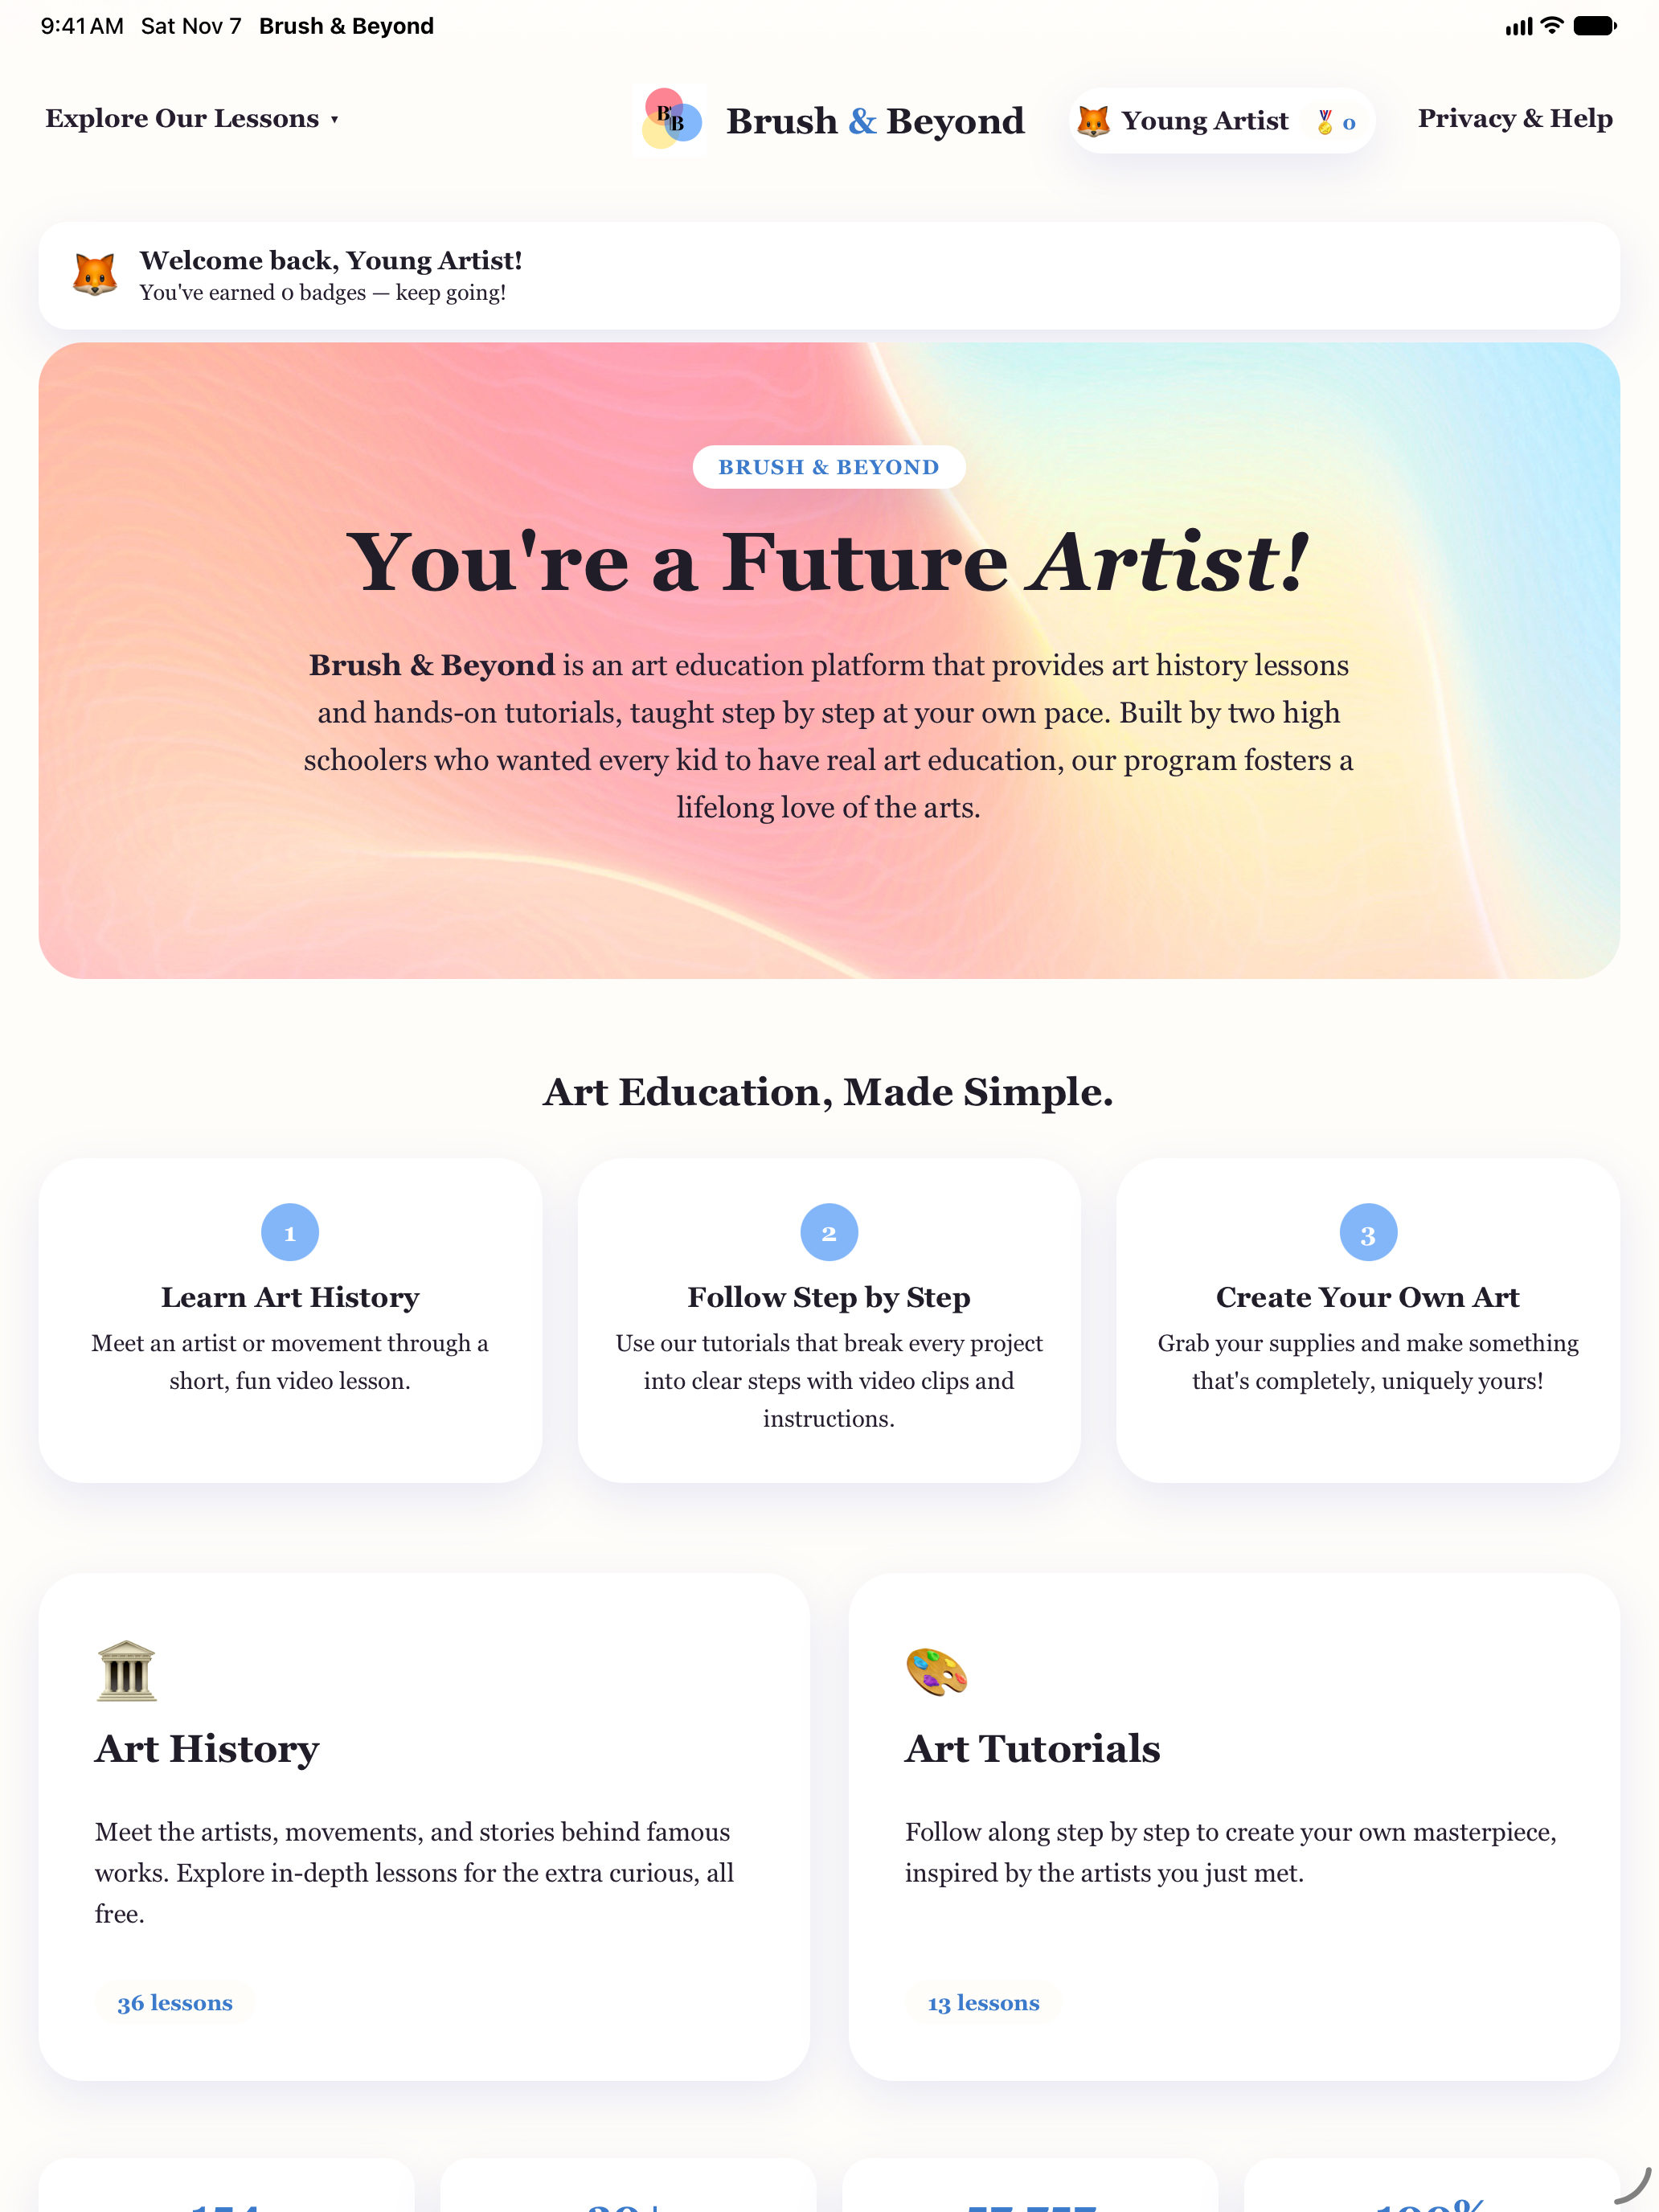 9:41 AM Sat Nov 7 Brush & Beyond
Explore Our Lessons ▾
BB
Brush & Beyond
Young Artist 0
Privacy & Help
Welcome back, Young Artist!
You've earned 0 badges — keep going!
BRUSH & BEYOND
You're a Future Artist!
Brush & Beyond is an art education platform that provides art history lessons
and hands-on tutorials, taught step by step at your own pace. Built by two high
schoolers who wanted every kid to have real art education, our program fosters a
lifelong love of the arts.
Art Education, Made Simple.
1
Learn Art History
Meet an artist or movement through a
short, fun video lesson.
2
Follow Step by Step
Use our tutorials that break every project
into clear steps with video clips and
instructions.
3
Create Your Own Art
Grab your supplies and make something
that's completely, uniquely yours!
Art History
Meet the artists, movements, and stories behind famous
works. Explore in-depth lessons for the extra curious, all
free.
36 lessons
Art Tutorials
Follow along step by step to create your own masterpiece,
inspired by the artists you just met.
13 lessons
100%